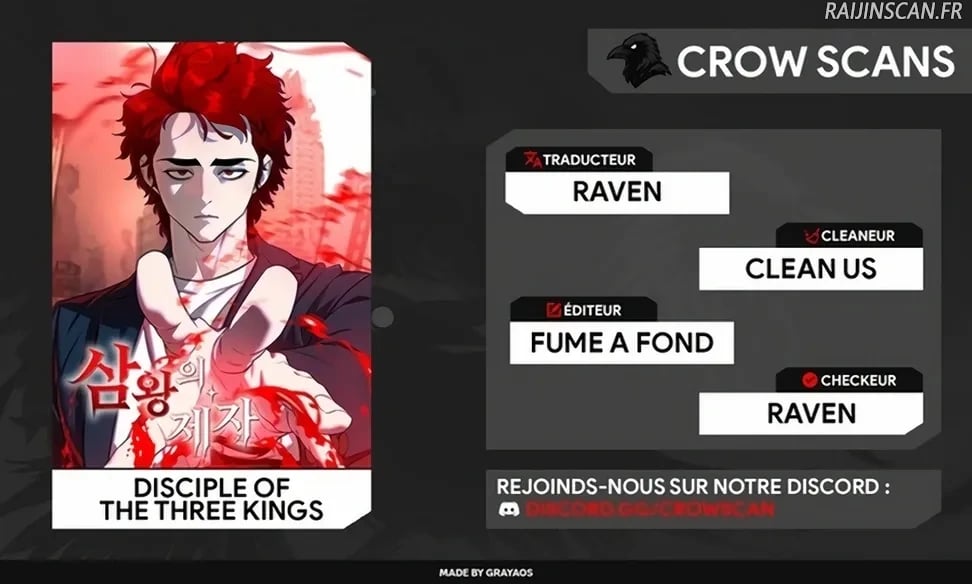 RAIJINSCAN.FR
CROW SCANS
TRADUCTEUR
RAVEN
CLEANEUR
CLEAN US
ÉDITEUR
FUME A FOND
CHECKEUR
RAVEN
삼왕의
제자
DISCIPLE OF
THE THREE KINGS
REJOINDS-NOUS SUR NOTRE DISCORD :
DISCORD.GG/CROWSCAN
MADE BY GRAYAOS